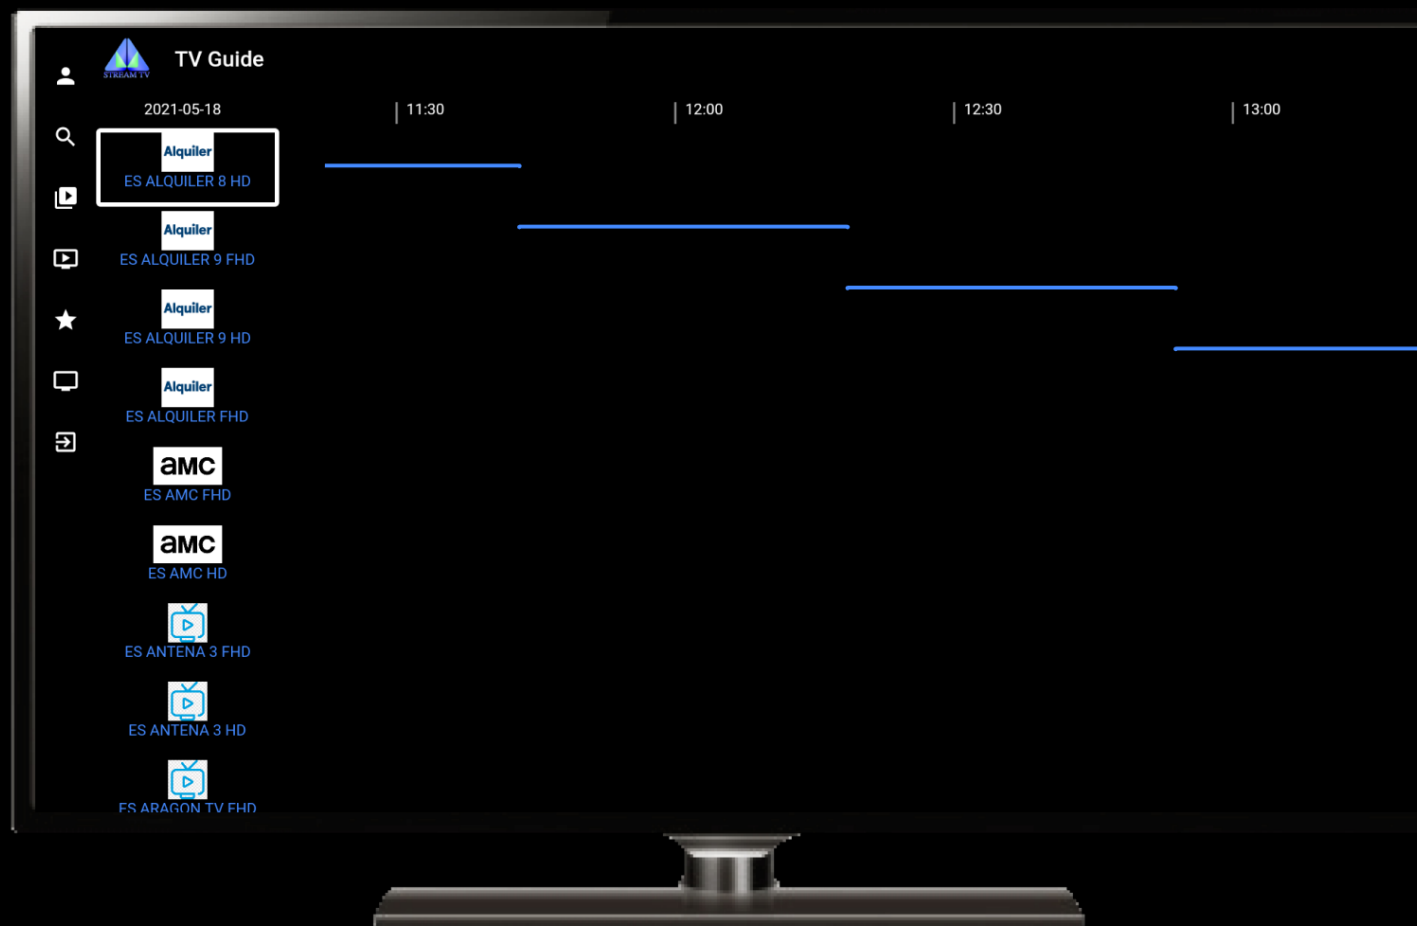 STREAM TV
TV Guide
2021-05-18
11:30
12:00
12:30
13:00
Alquiler
ES ALQUILER 8 HD
Alquiler
ES ALQUILER 9 FHD
Alquiler
ES ALQUILER 9 HD
Alquiler
ES ALQUILER FHD
aMC
ES AMC FHD
aMC
ES AMC HD
ES ANTENA 3 FHD
ES ANTENA 3 HD
ES ARAGON TV FHD